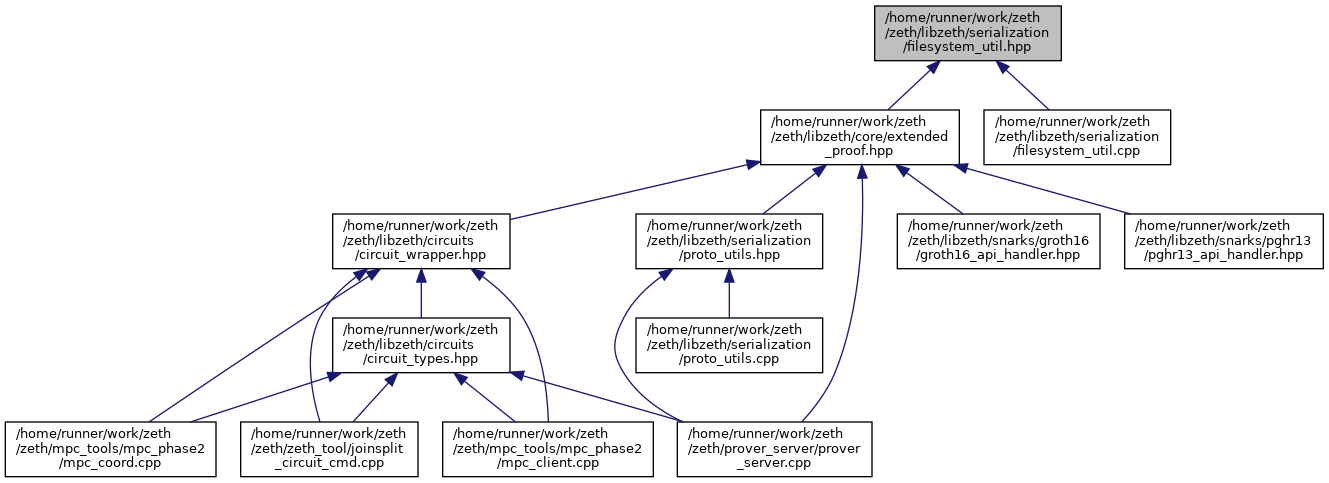 /home/runner/work/zeth
/zeth/libzeth/serialization
/filesystem_util.hpp
/home/runner/work/zeth
/zeth/libzeth/core/extended
_proof.hpp
/home/runner/work/zeth
/zeth/libzeth/serialization
/filesystem_util.cpp
/home/runner/work/zeth
/zeth/libzeth/circuits
/circuit_wrapper.hpp
/home/runner/work/zeth
/zeth/libzeth/serialization
/proto_utils.hpp
/home/runner/work/zeth
/zeth/libzeth/snarks/groth16
/groth16_api_handler.hpp
/home/runner/work/zeth
/zeth/libzeth/snarks/pghr13
/pghr13_api_handler.hpp
/home/runner/work/zeth
/zeth/libzeth/circuits
/circuit_types.hpp
/home/runner/work/zeth
/zeth/libzeth/serialization
/proto_utils.cpp
/home/runner/work/zeth
/zeth/mpc_tools/mpc_phase2
/mpc_coord.cpp
/home/runner/work/zeth
/zeth/zeth_tool/joinsplit
_circuit_cmd.cpp
/home/runner/work/zeth
/zeth/mpc_tools/mpc_phase2
/mpc_client.cpp
/home/runner/work/zeth
/zeth/prover_server/prover
_server.cpp